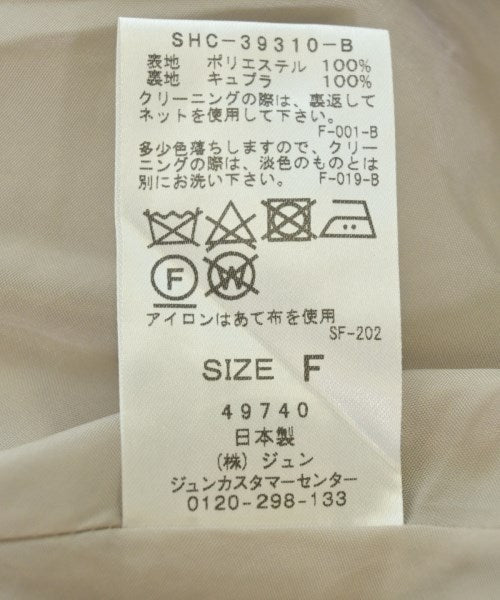 SHC-39310-B
表地 ポリエステル 100%
裏地 キュプラ 100%
クリーニングの際は、裏返して
ネットを使用して下さい。
F-001-B
多少色落ちしますので、クリー
ニングの際は、淡色のものとは
別にお洗い下さい。 F-019-B
F W
アイロンはあて布を使用
SF-202
SIZE F
49740
日本製
(株) ジュン
ジュンカスタマーセンター
0120-298-133